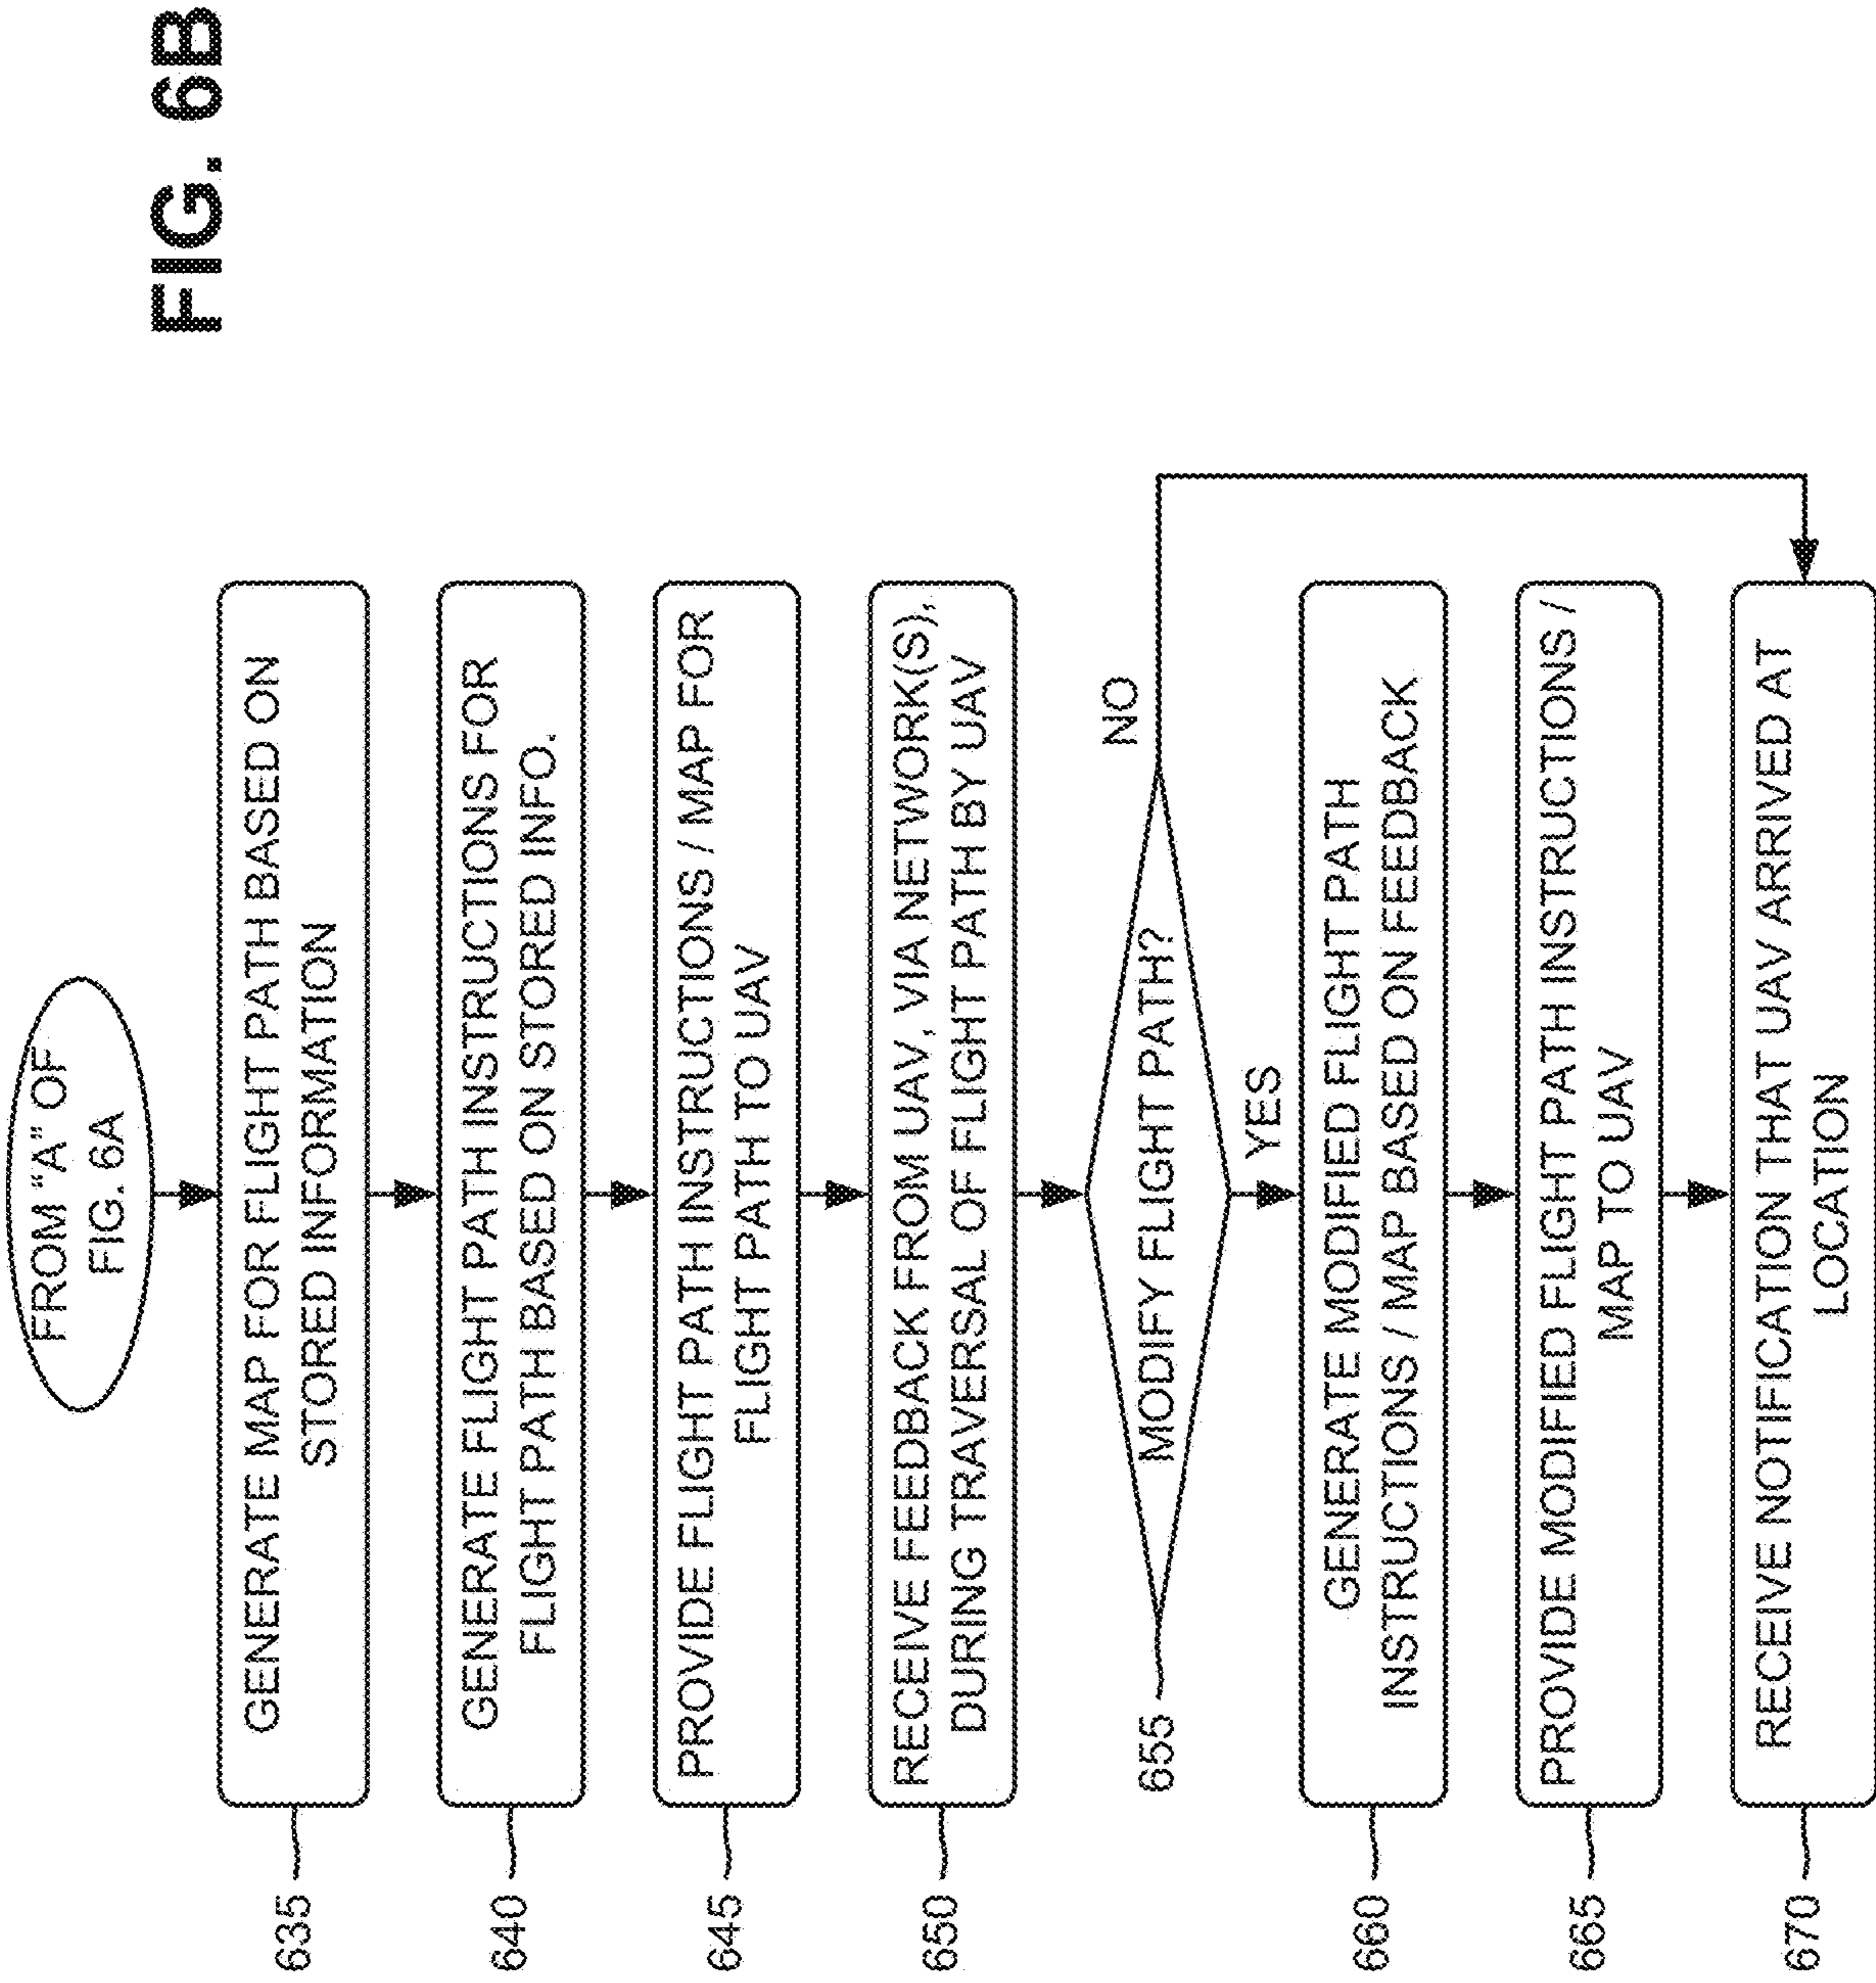 FIG. 6B
FROM "A" OF
FIG. 6A
635
GENERATE MAP FOR FLIGHT PATH BASED ON
STORED INFORMATION
640
GENERATE FLIGHT PATH INSTRUCTIONS FOR
FLIGHT PATH BASED ON STORED INFO.
645
PROVIDE FLIGHT PATH INSTRUCTIONS / MAP FOR
FLIGHT PATH TO UAV
650
RECEIVE FEEDBACK FROM UAV, VIA NETWORK(S),
DURING TRAVERSAL OF FLIGHT PATH BY UAV
655
MODIFY FLIGHT PATH?
NO
YES
660
GENERATE MODIFIED FLIGHT PATH
INSTRUCTIONS / MAP BASED ON FEEDBACK
665
PROVIDE MODIFIED FLIGHT PATH INSTRUCTIONS /
MAP TO UAV
670
RECEIVE NOTIFICATION THAT UAV ARRIVED AT
LOCATION